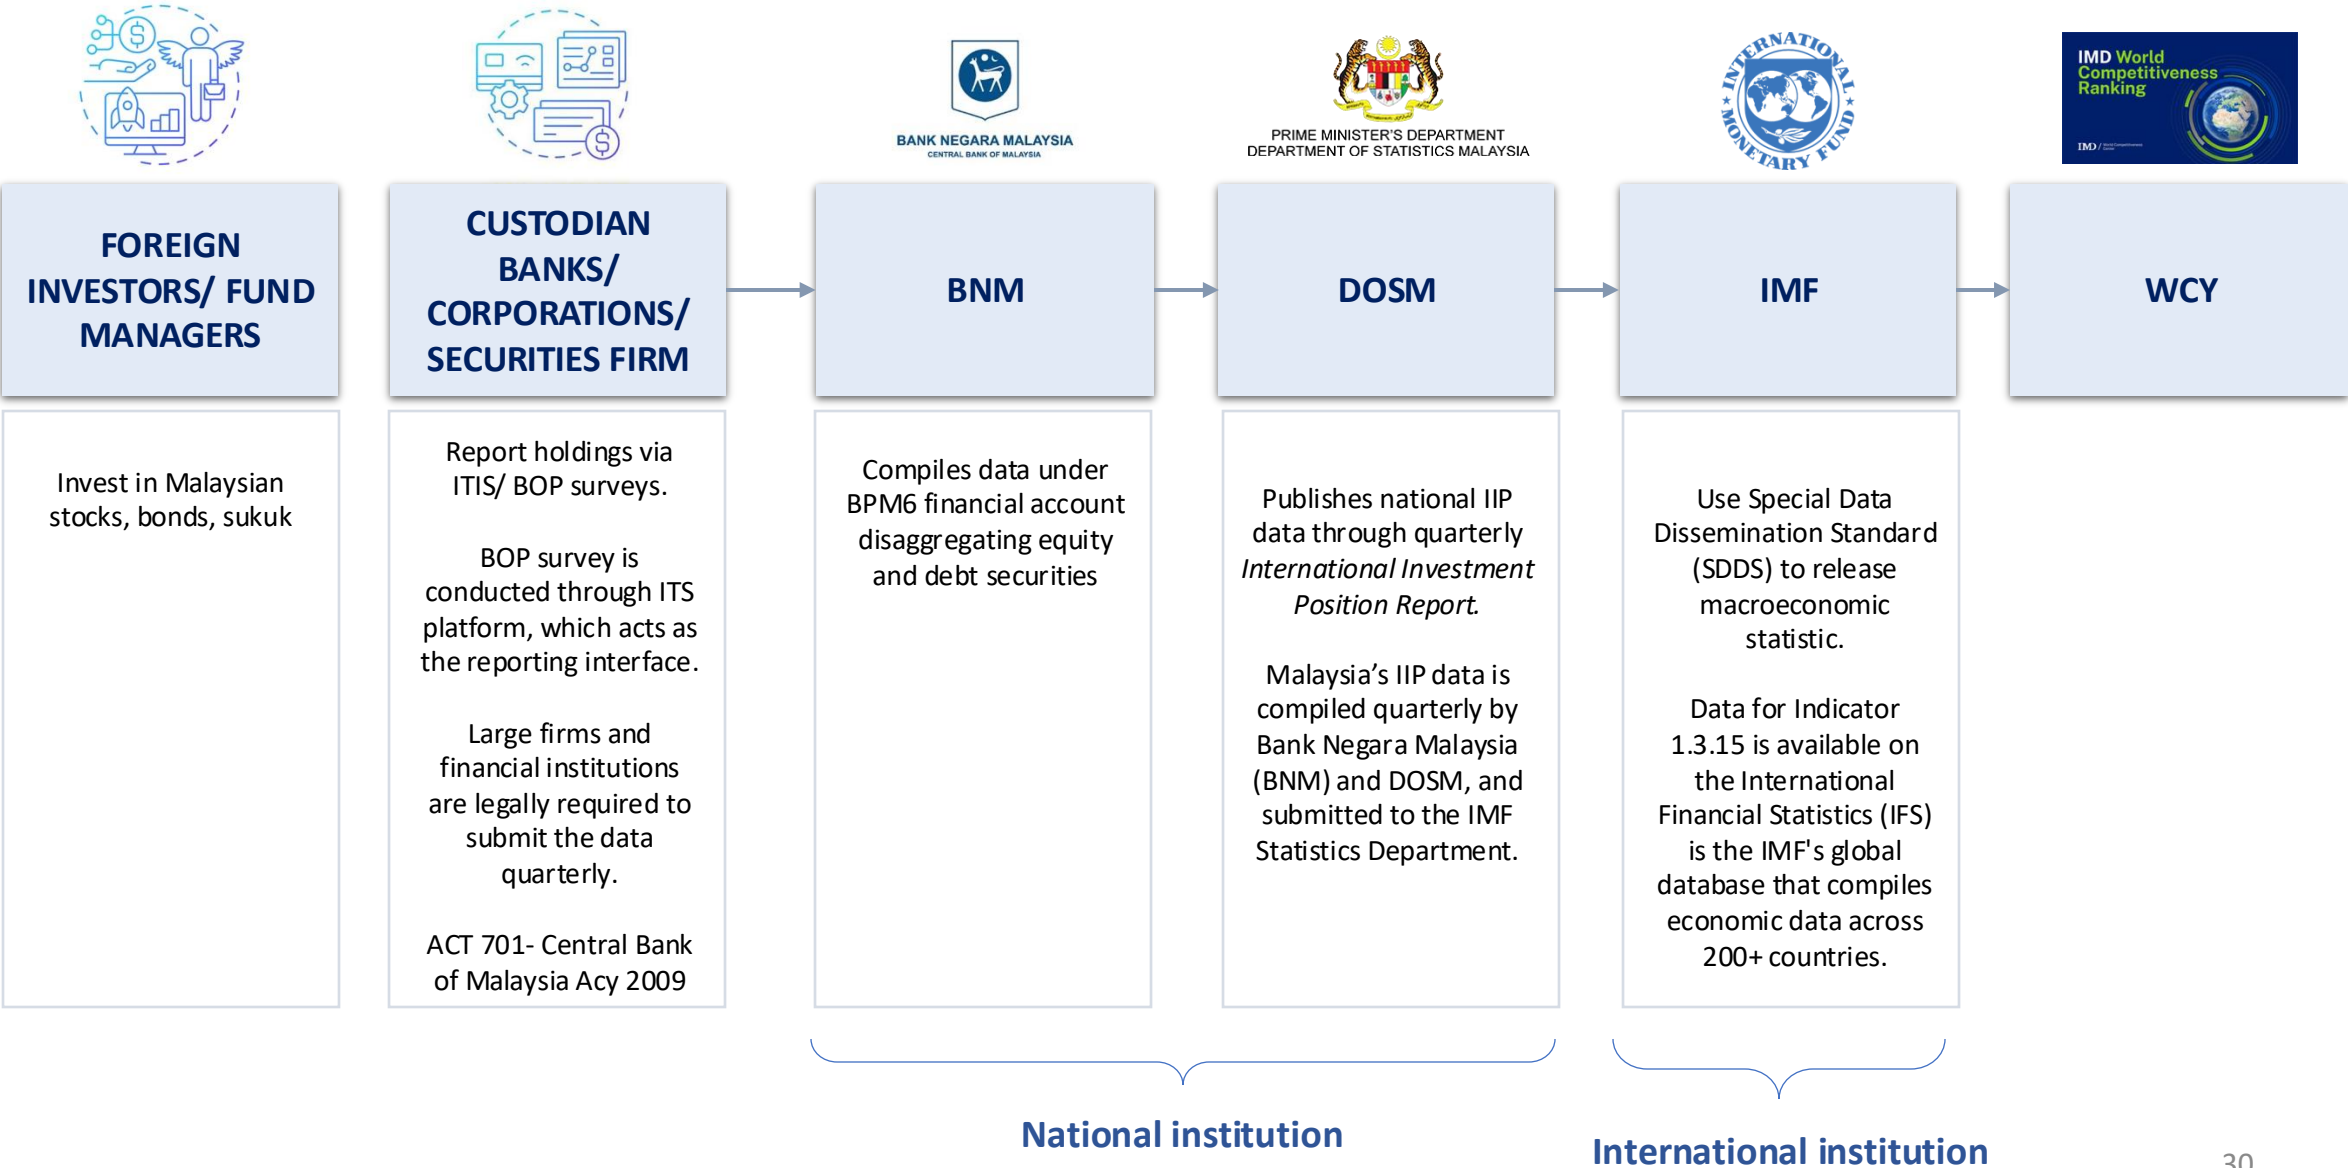 BANK NEGARA MALAYSIA
CENTRAL BANK OF MALAYSIA
PRIME MINISTER'S DEPARTMENT
DEPARTMENT OF STATISTICS MALAYSIA
INTERNATIONAL MONETARY FUND
IMD World
Competitiveness
Ranking
IMD
FOREIGN
INVESTORS/ FUND
MANAGERS
CUSTODIAN
BANKS/
CORPORATIONS/
SECURITIES FIRM
BNM
DOSM
IMF
WCY
Invest in Malaysian
stocks, bonds, sukuk
Report holdings via
ITIS/ BOP surveys.
BOP survey is
conducted through ITS
platform, which acts as
the reporting interface.
Large firms and
financial institutions
are legally required to
submit the data
quarterly.
ACT 701- Central Bank
of Malaysia Acy 2009
Compiles data under
BPM6 financial account
disaggregating equity
and debt securities
Publishes national IIP
data through quarterly
International Investment
Position Report.
Malaysia’s IIP data is
compiled quarterly by
Bank Negara Malaysia
(BNM) and DOSM, and
submitted to the IMF
Statistics Department.
Use Special Data
Dissemination Standard
(SDDS) to release
macroeconomic
statistic.
Data for Indicator
1.3.15 is available on
the International
Financial Statistics (IFS)
is the IMF's global
database that compiles
economic data across
200+ countries.
National institution
International institution
30